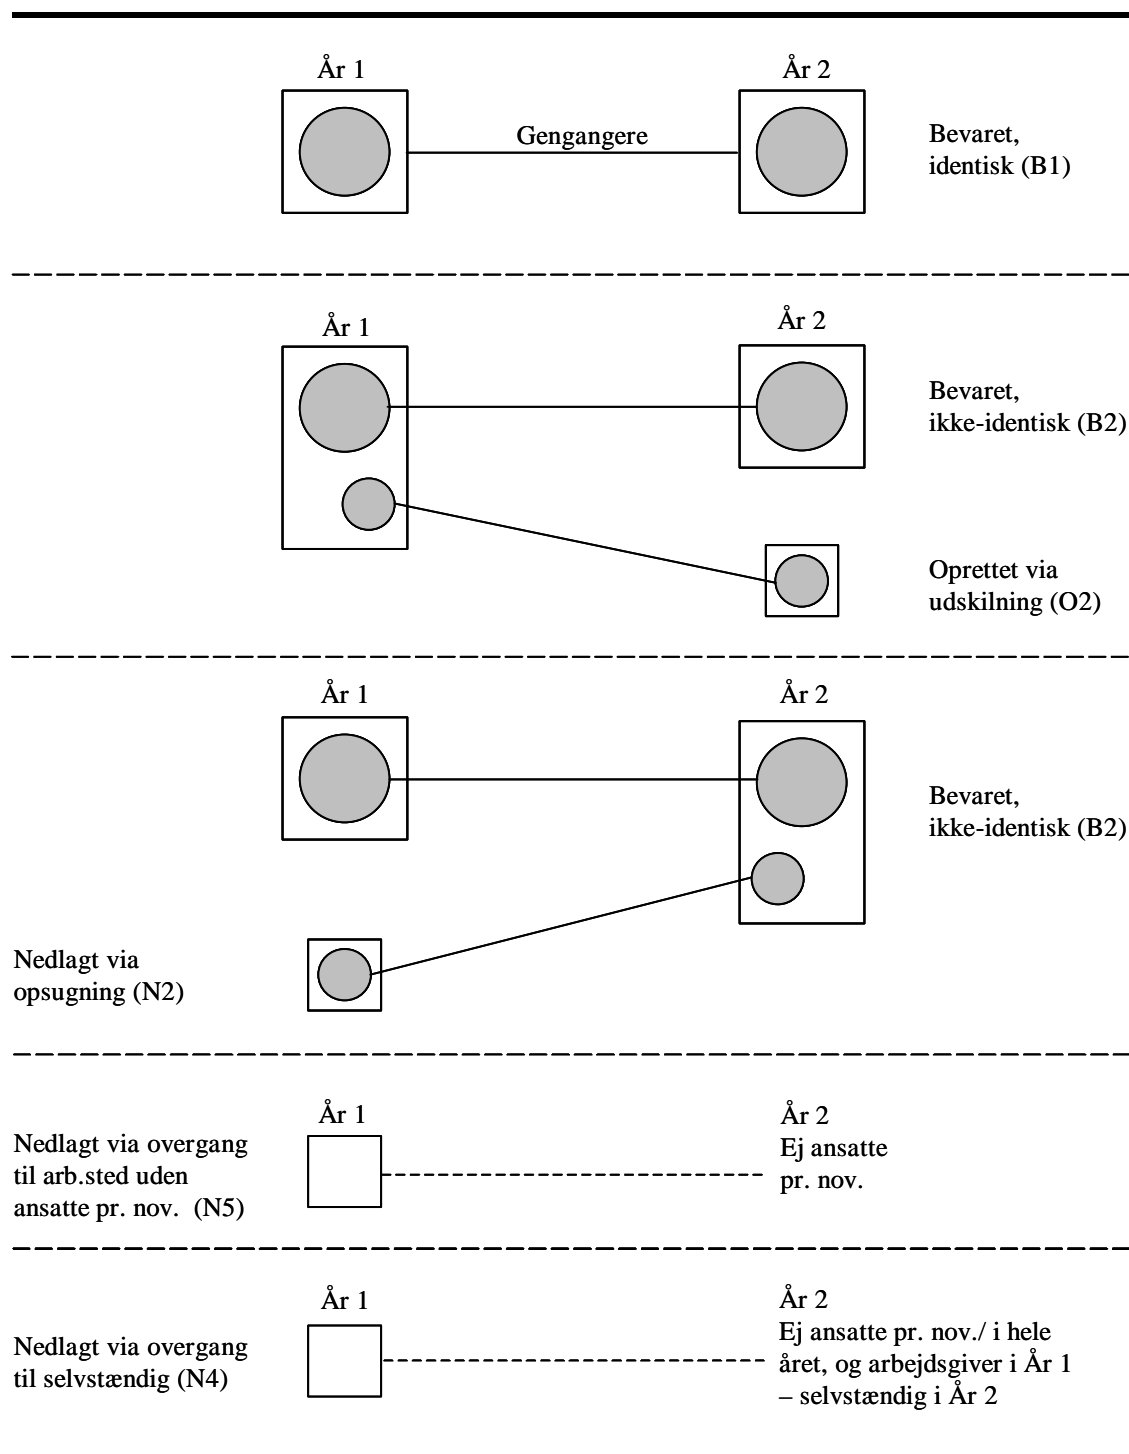 År 1
År 2
Gengangere
Bevaret,
identisk (B1)
År 1
År 2
Bevaret,
ikke-identisk (B2)
Oprettet via
udskilning (O2)
År 1
År 2
Bevaret,
ikke-identisk (B2)
Nedlagt via
opsugning (N2)
År 1
År 2
Nedlagt via overgang
til arb.sted uden
ansatte pr. nov.  (N5)
Ej ansatte
pr. nov.
År 1
År 2
Nedlagt via overgang
til selvstændig (N4)
Ej ansatte pr. nov./ i hele
året, og arbejdsgiver i År 1
– selvstændig i År 2